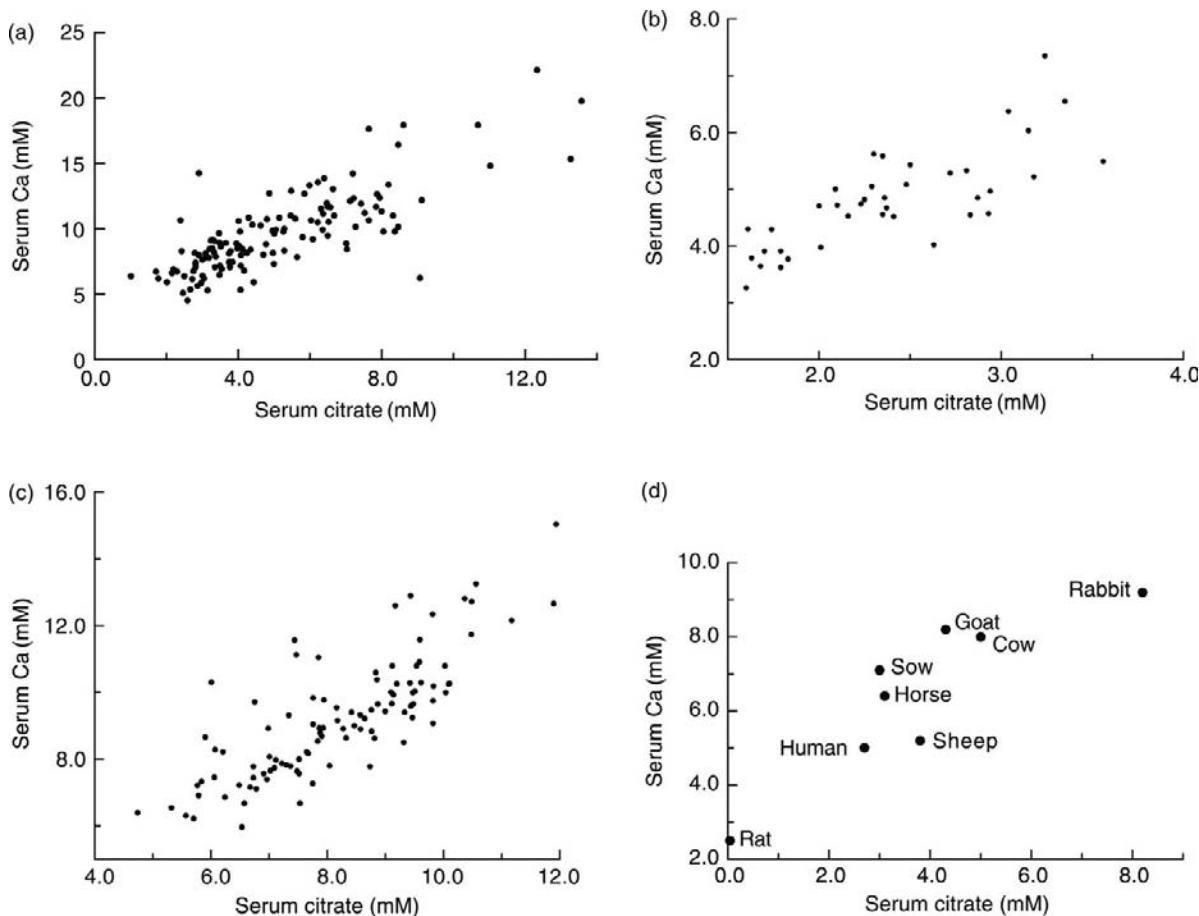 (a)
25
20
15
10
5
0
Serum Ca (mM)
0.0 4.0 8.0 12.0
Serum citrate (mM)
(b)
8.0
6.0
4.0
2.0
Serum Ca (mM)
2.0 3.0 4.0
Serum citrate (mM)
(c)
16.0
12.0
8.0
Serum Ca (mM)
4.0 6.0 8.0 10.0 12.0
Serum citrate (mM)
(d)
10.0
8.0
6.0
4.0
2.0
Serum Ca (mM)
Rabbit
Goat
Cow
Sow
Horse
Human
Sheep
Rat
0.0 2.0 4.0 6.0 8.0
Serum citrate (mM)